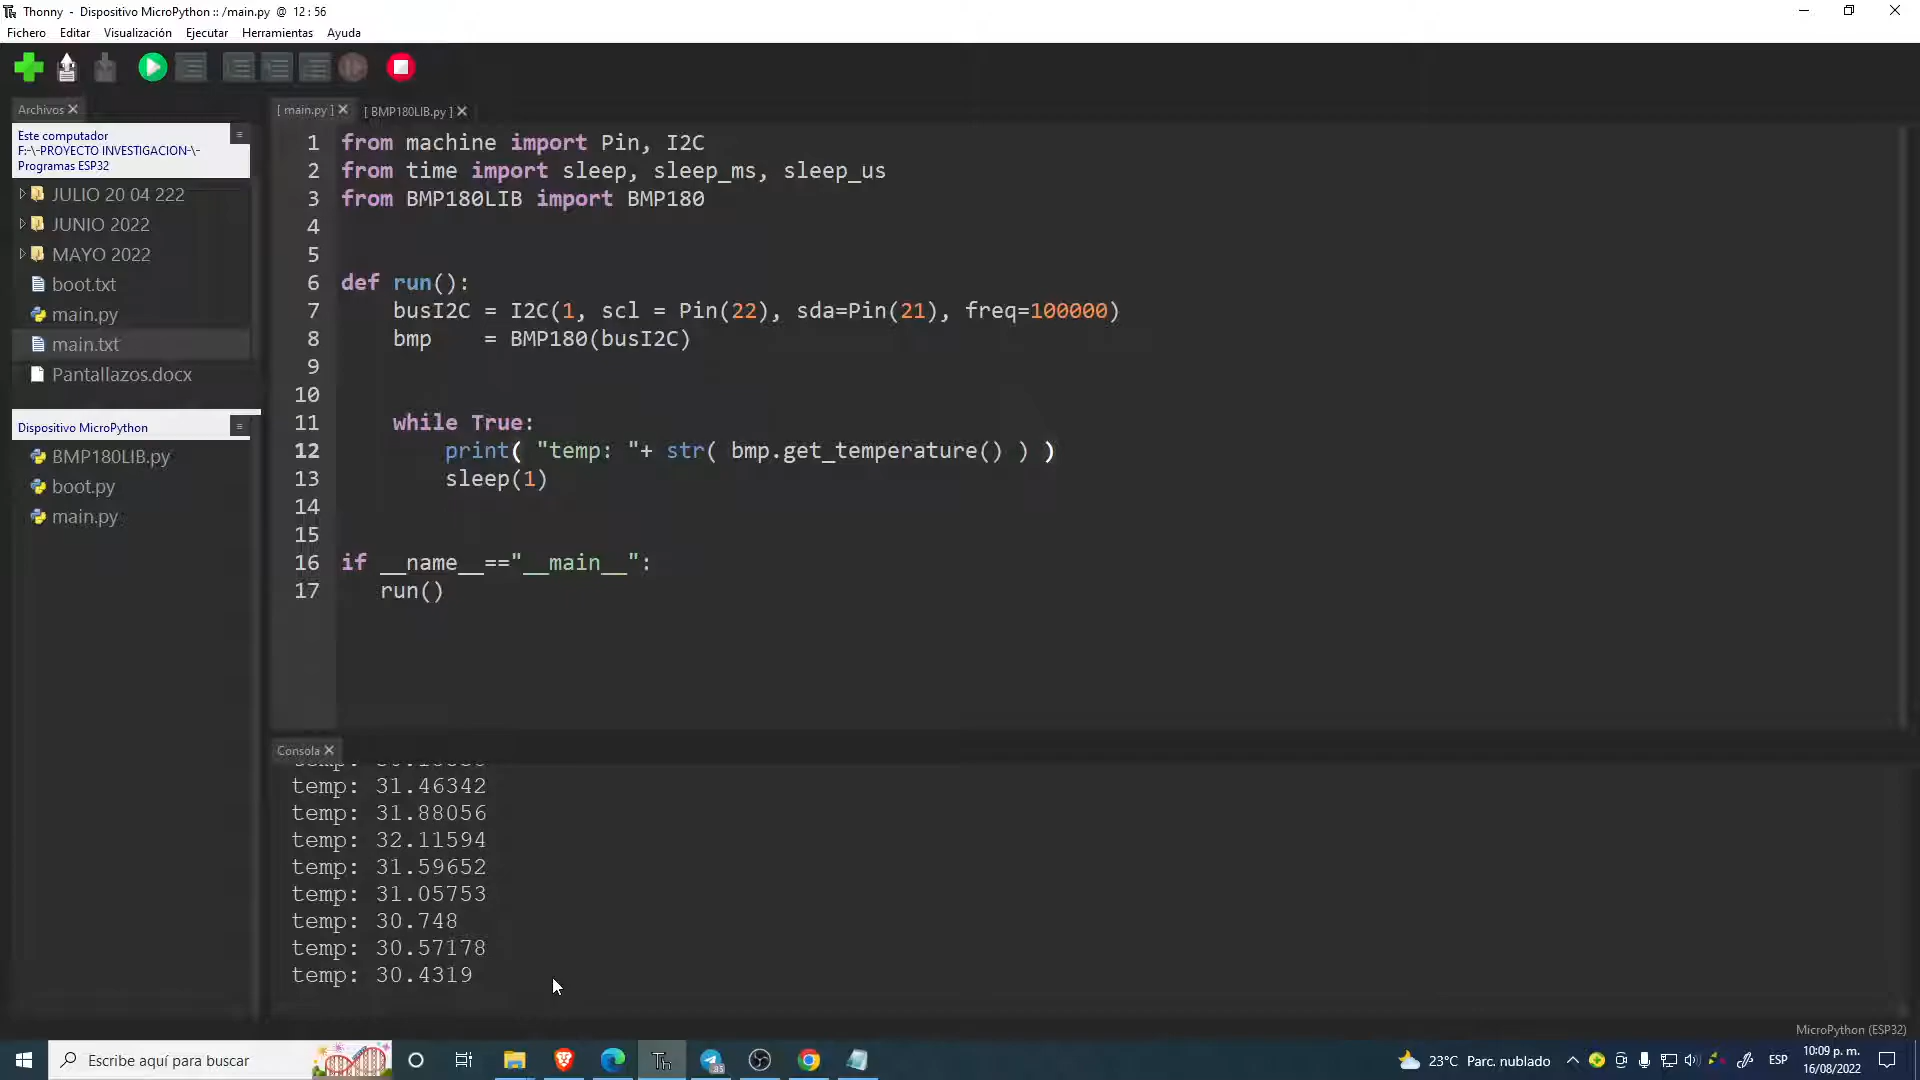 Thonny - Dispositivo MicroPython :: /main.py @ 12 : 56
Fichero Editar Visualización Ejecutar Herramientas Ayuda
Archivos
Este computador
F:-\-PROYECTO INVESTIGACION-\-
Programas ESP32
JULIO 20 04 222
JUNIO 2022
MAYO 2022
boot.txt
main.py
main.txt
Pantallazos.docx
Dispositivo MicroPython
BMP180LIB.py
boot.py
main.py
[ main.py ] [ BMP180LIB.py ]
1 from machine import Pin, I2C
2 from time import sleep, sleep_ms, sleep_us
3 from BMP180LIB import BMP180
4
5
6 def run():
7 busI2C = I2C(1, scl = Pin(22), sda=Pin(21), freq=100000)
8 bmp    = BMP180(busI2C)
9
10
11 while True:
12 print( "temp: "+ str( bmp.get_temperature() ) )
13 sleep(1)
14
15
16 if __name__=="__main__":
17 run()
Consola
temp: 31.46342
temp: 31.88056
temp: 32.11594
temp: 31.59652
temp: 31.05753
temp: 30.748
temp: 30.57178
temp: 30.4319
MicroPython (ESP32)
Escribe aquí para buscar
Th
23°C Parc. nublado
ESP
10:09 p. m.
16/08/2022